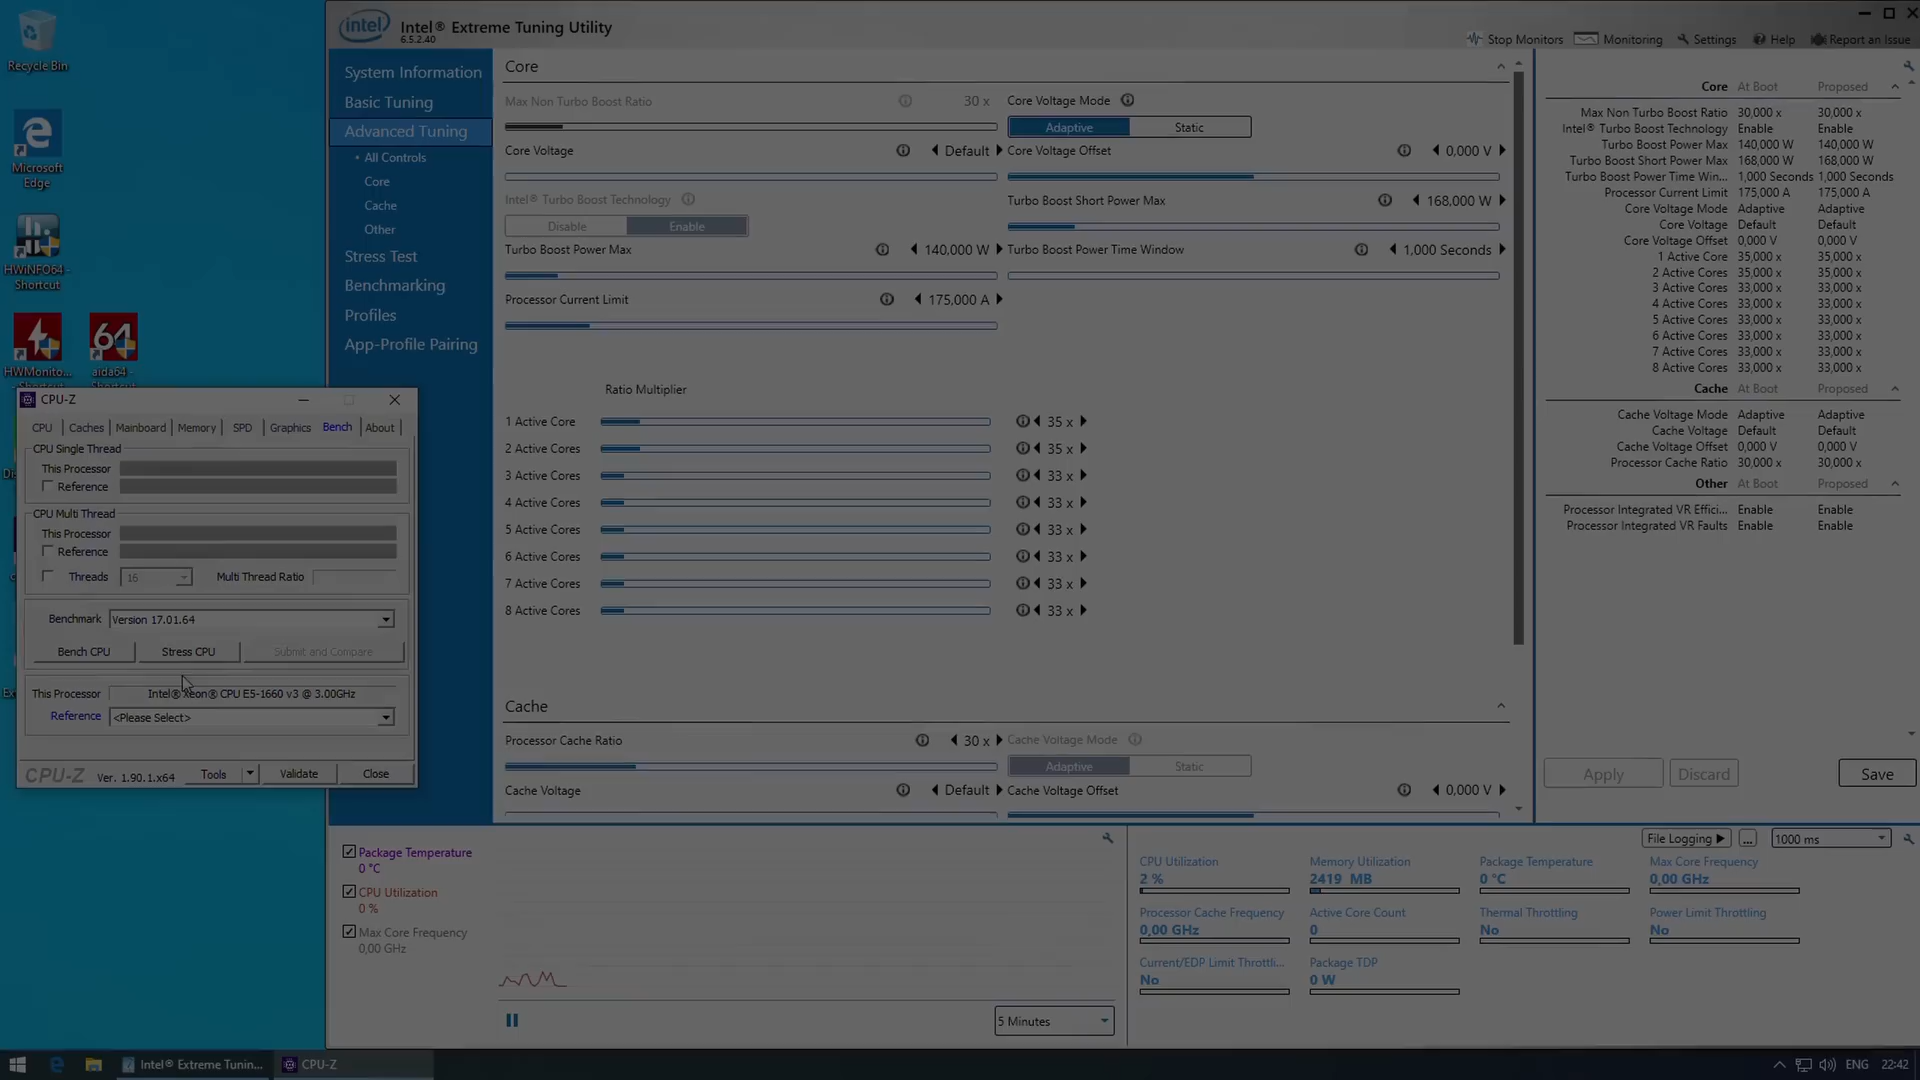 Recycle Bin
Microsoft
Edge
HWiNFO64 -
Shortcut
HWMonito...
aida64 -
intel
Intel® Extreme Tuning Utility
6.5.2.40
Stop Monitors
Monitoring
Settings
Help
Report an Issue
System Information
Basic Tuning
Advanced Tuning
• All Controls
Core
Cache
Other
Stress Test
Benchmarking
Profiles
App-Profile Pairing
Core
Max Non Turbo Boost Ratio 30 x
Core Voltage Mode
Adaptive Static
Core Voltage Default
Core Voltage Offset 0,000 V
Intel® Turbo Boost Technology
Disable Enable
Turbo Boost Short Power Max 168,000 W
Turbo Boost Power Max 140,000 W
Turbo Boost Power Time Window 1,000 Seconds
Processor Current Limit 175,000 A
Ratio Multiplier
1 Active Core 35 x
2 Active Cores 35 x
3 Active Cores 33 x
4 Active Cores 33 x
5 Active Cores 33 x
6 Active Cores 33 x
7 Active Cores 33 x
8 Active Cores 33 x
Cache
Processor Cache Ratio 30 x
Cache Voltage Mode
Adaptive Static
Cache Voltage Default
Cache Voltage Offset 0,000 V
Core At Boot Proposed
Max Non Turbo Boost Ratio 30,000 x 30,000 x
Intel® Turbo Boost Technology Enable Enable
Turbo Boost Power Max 140,000 W 140,000 W
Turbo Boost Short Power Max 168,000 W 168,000 W
Turbo Boost Power Time Win... 1,000 Seconds 1,000 Seconds
Processor Current Limit 175,000 A 175,000 A
Core Voltage Mode Adaptive Adaptive
Core Voltage Default Default
Core Voltage Offset 0,000 V 0,000 V
1 Active Core 35,000 x 35,000 x
2 Active Cores 35,000 x 35,000 x
3 Active Cores 33,000 x 33,000 x
4 Active Cores 33,000 x 33,000 x
5 Active Cores 33,000 x 33,000 x
6 Active Cores 33,000 x 33,000 x
7 Active Cores 33,000 x 33,000 x
8 Active Cores 33,000 x 33,000 x
Cache At Boot Proposed
Cache Voltage Mode Adaptive Adaptive
Cache Voltage Default Default
Cache Voltage Offset 0,000 V 0,000 V
Processor Cache Ratio 30,000 x 30,000 x
Other At Boot Proposed
Processor Integrated VR Effici... Enable Enable
Processor Integrated VR Faults Enable Enable
Apply Discard Save
CPU-Z
CPU Caches Mainboard Memory SPD Graphics Bench About
CPU Single Thread
This Processor
Reference
CPU Multi Thread
This Processor
Reference
Threads 16 Multi Thread Ratio
Benchmark Version 17.01.64
Bench CPU Stress CPU Submit and Compare
This Processor Intel® Xeon® CPU E5-1660 v3 @ 3.00GHz
Reference <Please Select>
CPU-Z Ver. 1.90.1.x64 Tools Validate Close
Package Temperature
0 °C
CPU Utilization
0 %
Max Core Frequency
0,00 GHz
5 Minutes
File Logging ... 1000 ms
CPU Utilization Memory Utilization Package Temperature Max Core Frequency
2 % 2419 MB 0 °C 0,00 GHz
Processor Cache Frequency Active Core Count Thermal Throttling Power Limit Throttling
0,00 GHz 0 No No
Current/EDP Limit Throttli... Package TDP
No 0 W
Intel® Extreme Tunin...
CPU-Z
ENG 22:42